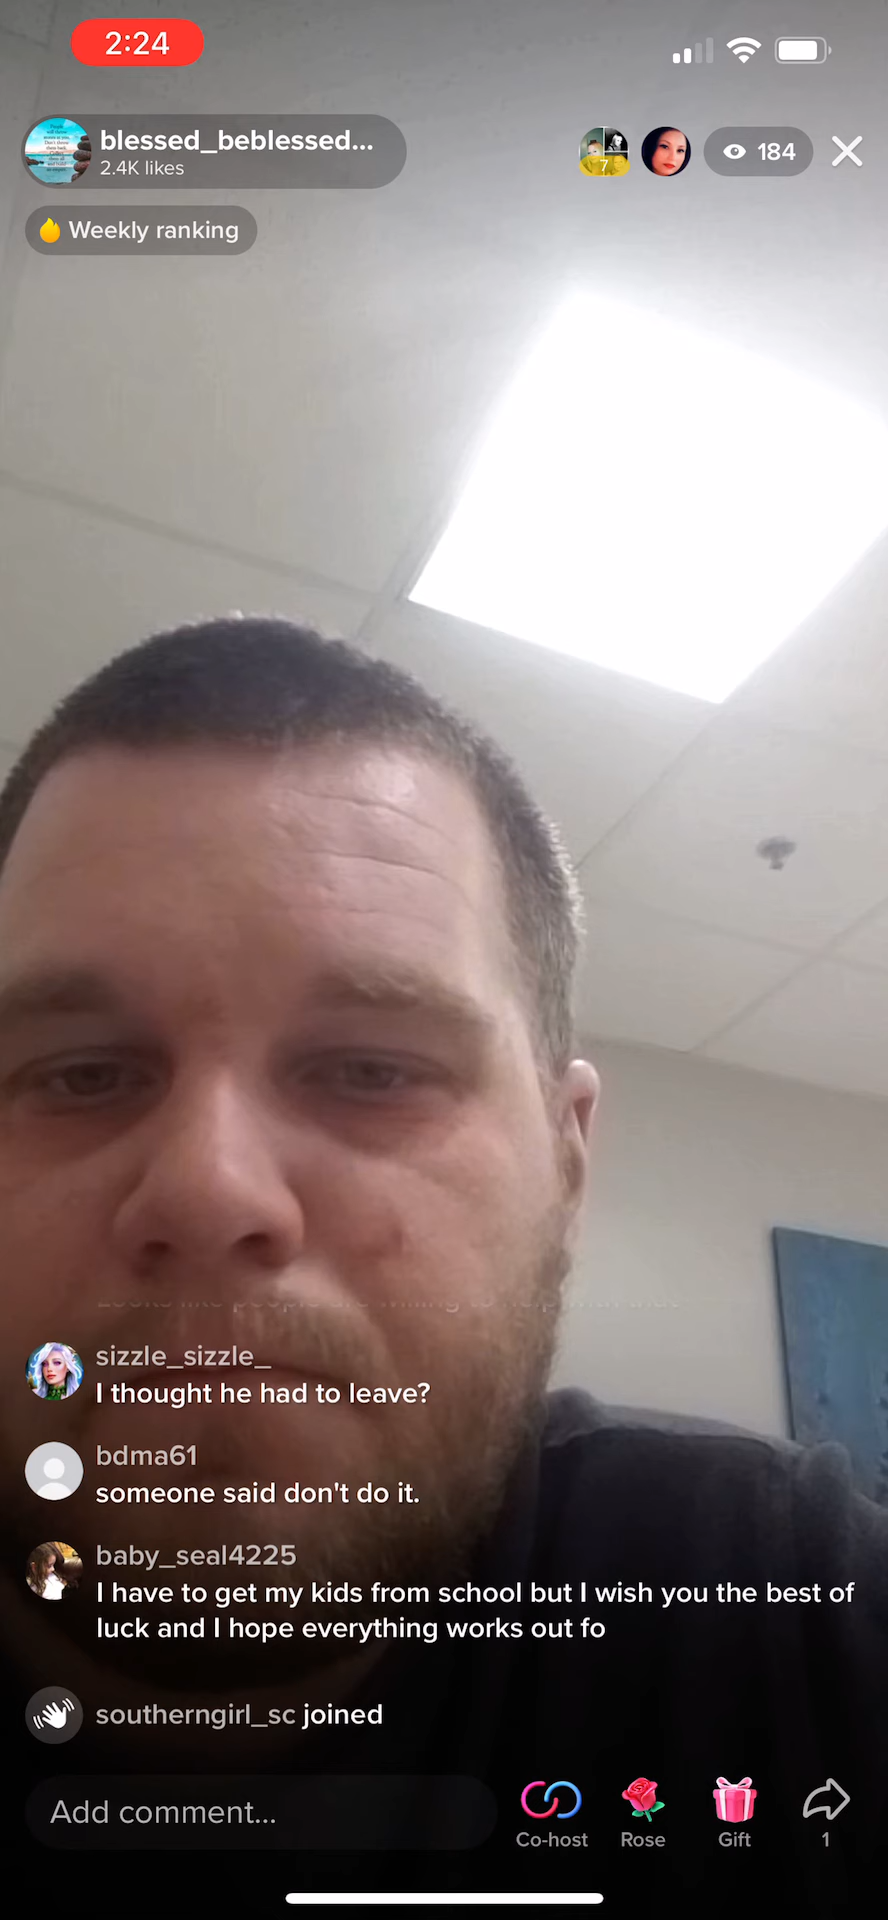 2:24
blessed_beblessed...
2.4K likes
7
184
Weekly ranking
sizzle_sizzle_
I thought he had to leave?
bdma61
someone said don't do it.
baby_seal4225
I have to get my kids from school but I wish you the best of
luck and I hope everything works out fo
southerngirl_sc joined
Add comment...
Co-host
Rose
Gift
1